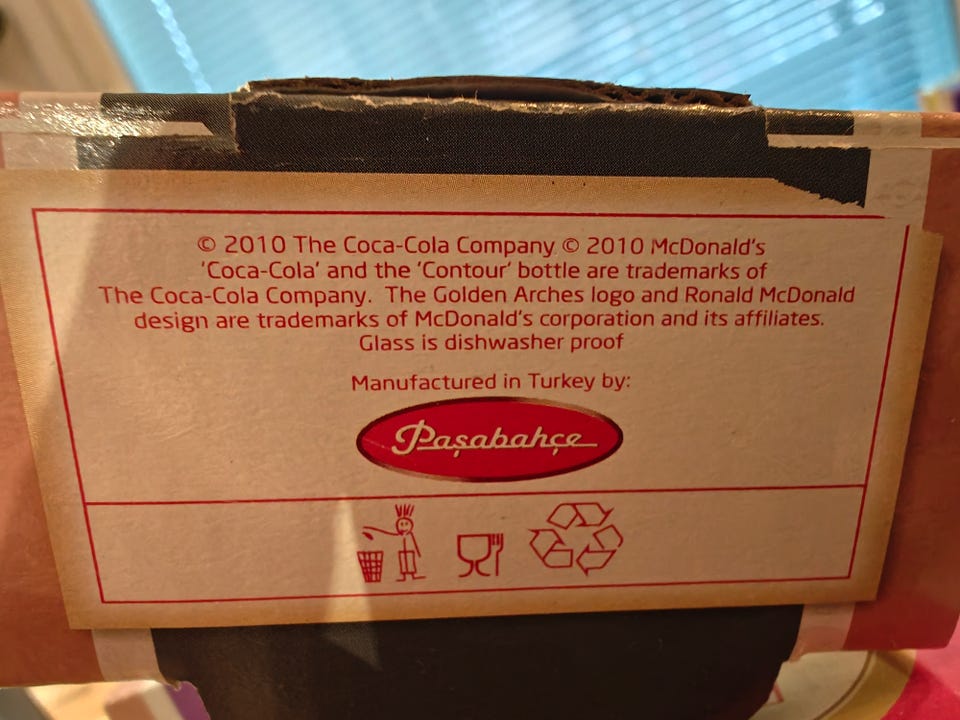 © 2010 The Coca-Cola Company © 2010 McDonald's
'Coca-Cola' and the 'Contour' bottle are trademarks of
The Coca-Cola Company. The Golden Arches logo and Ronald McDonald
design are trademarks of McDonald's corporation and its affiliates.
Glass is dishwasher proof
Manufactured in Turkey by:
Paşabahçe